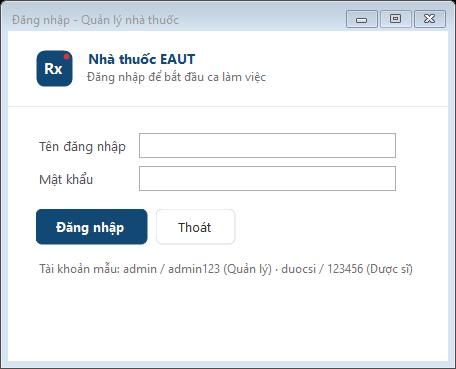 Đăng nhập - Quản lý nhà thuốc
Rx
Nhà thuốc EAUT
Đăng nhập để bắt đầu ca làm việc
Tên đăng nhập
Mật khẩu
Đăng nhập
Thoát
Tài khoản mẫu: admin / admin123 (Quản lý) · duocsi / 123456 (Dược sĩ)